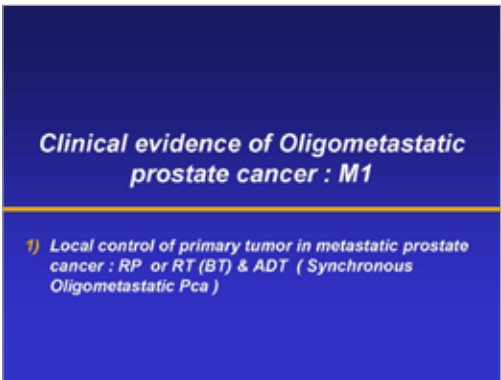 Clinical evidence of Oligometastatic
prostate cancer : M1
1) Local control of primary tumor in metastatic prostate
cancer : RP or RT (BT) & ADT ( Synchronous
Oligometastatic Pca )